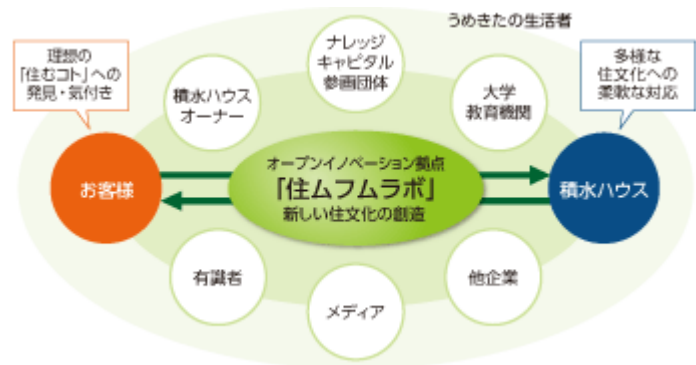 うめきたの生活者
理想の
「住むコト」への
発見・気付き
ナレッジ
キャピタル
参画団体
多様な
住文化への
柔軟な対応
積水ハウス
オーナー
大学
教育機関
お客様
オープンイノベーション拠点
「住ムフムラボ」
新しい住文化の創造
積水ハウス
有識者
メディア
他企業